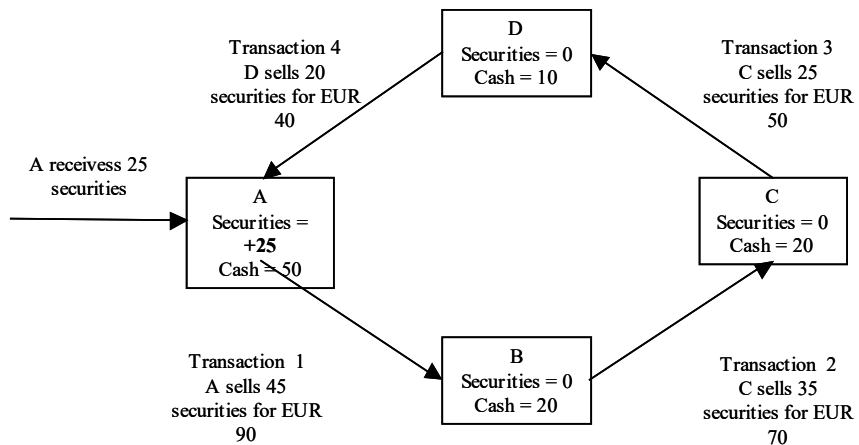 D
Securities = 0
Cash = 10
Transaction 4
D sells 20
securities for EUR
40
Transaction 3
C sells 25
securities for EUR
50
A receivess 25
securities
A
Securities =
+25
Cash = 50
C
Securities = 0
Cash = 20
B
Securities = 0
Cash = 20
Transaction 1
A sells 45
securities for EUR
90
Transaction 2
C sells 35
securities for EUR
70